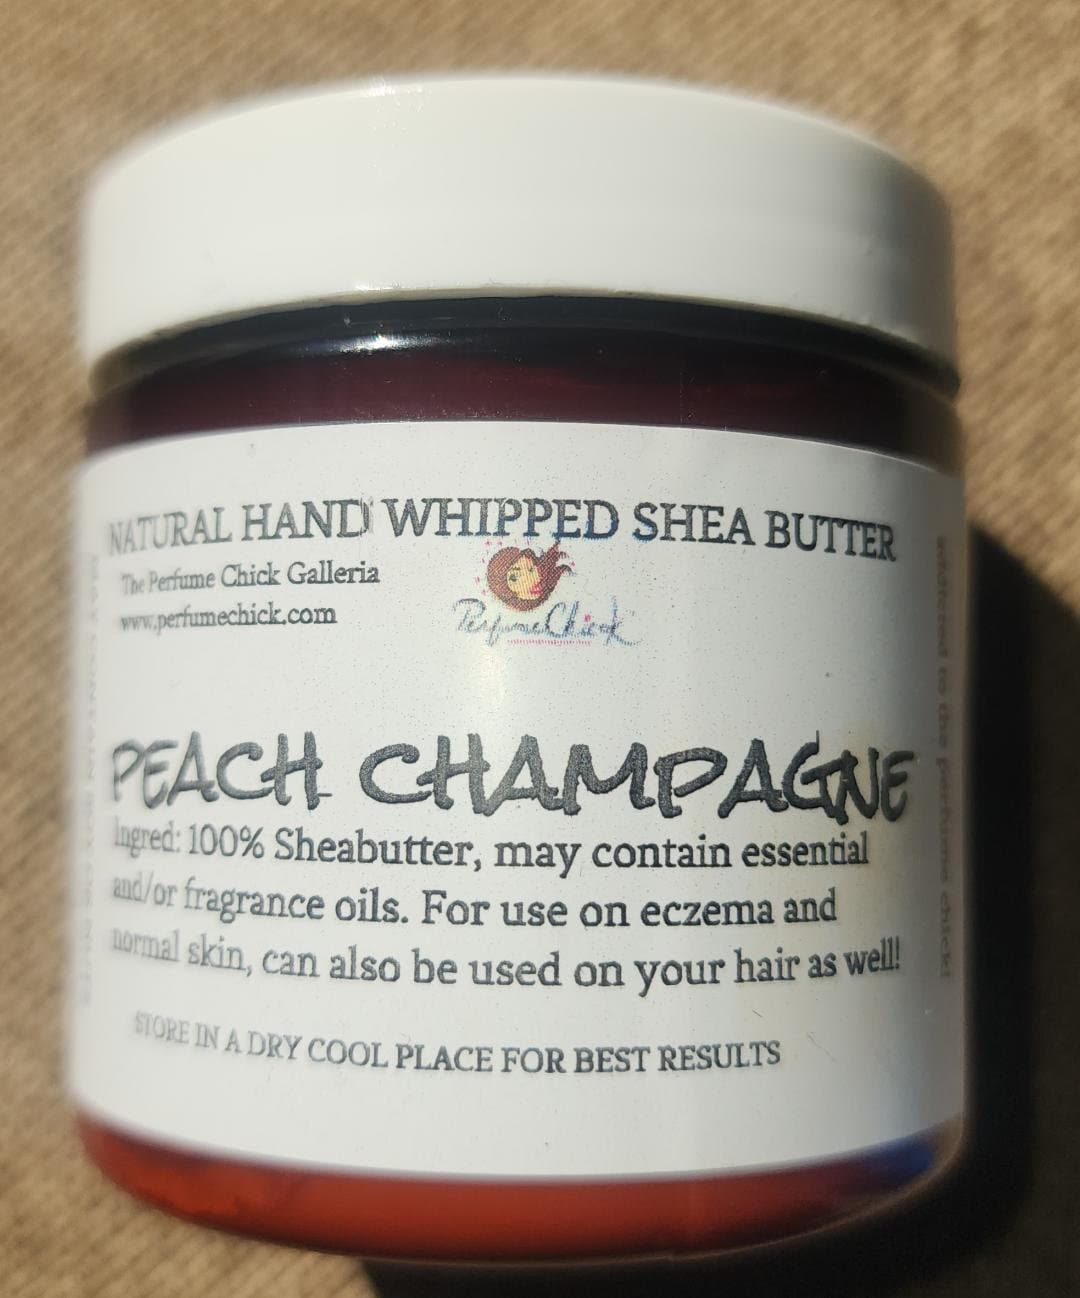 NATURAL HAND WHIPPED SHEA BUTTER
The Perfume Chick Galleria
www.perfumechick.com
PerfumeChick
PEACH CHAMPAGNE
Ingred: 100% Sheabutter, may contain essential
and/or fragrance oils. For use on eczema and
normal skin, can also be used on your hair as well!
STORE IN A DRY COOL PLACE FOR BEST RESULTS